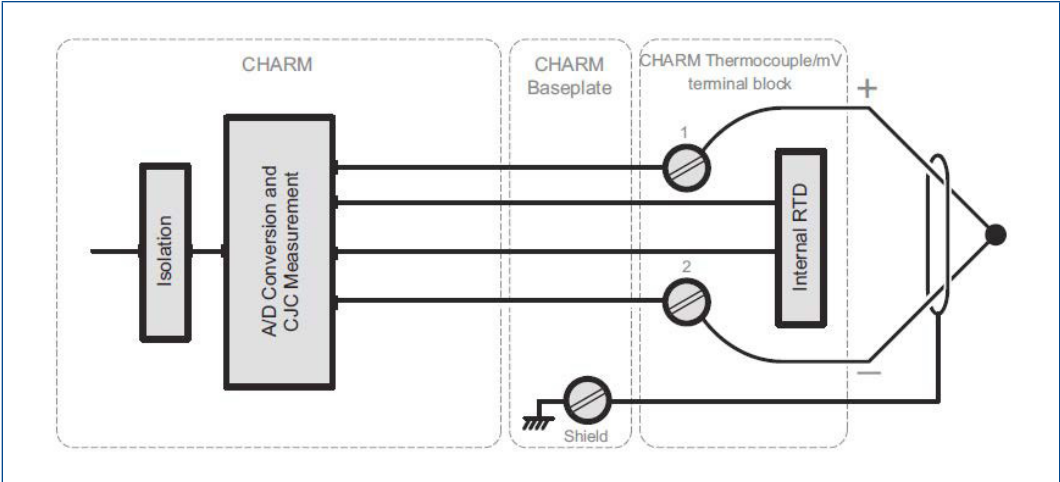 CHARM
CHARM
Baseplate
CHARM Thermocouple/mV
terminal block
+
1
Isolation
A/D Conversion and
CJC Measurement
Internal RTD
2
—
Shield